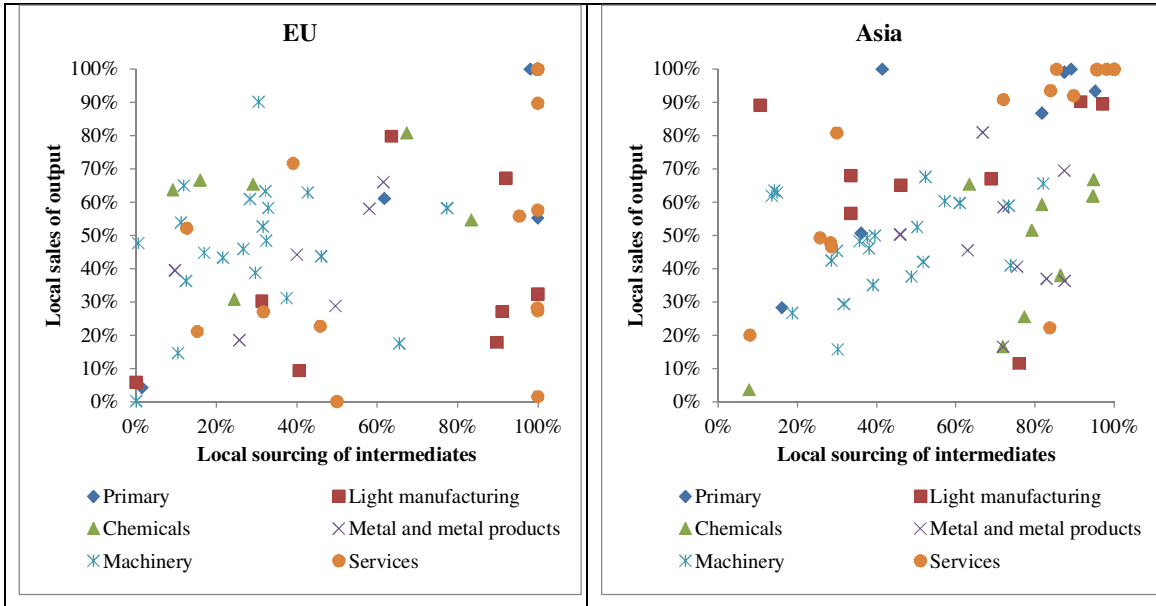 EU
100%
90%
80%
70%
60%
50%
40%
30%
20%
10%
0%
Local sales of output
0% 20% 40% 60% 80% 100%
Local sourcing of intermediates
Primary Light manufacturing
Chemicals Metal and metal products
Machinery Services
Asia
100%
90%
80%
70%
60%
50%
40%
30%
20%
10%
0%
Local sales of output
0% 20% 40% 60% 80% 100%
Local sourcing of intermediates
Primary Light manufacturing
Chemicals Metal and metal products
Machinery Services